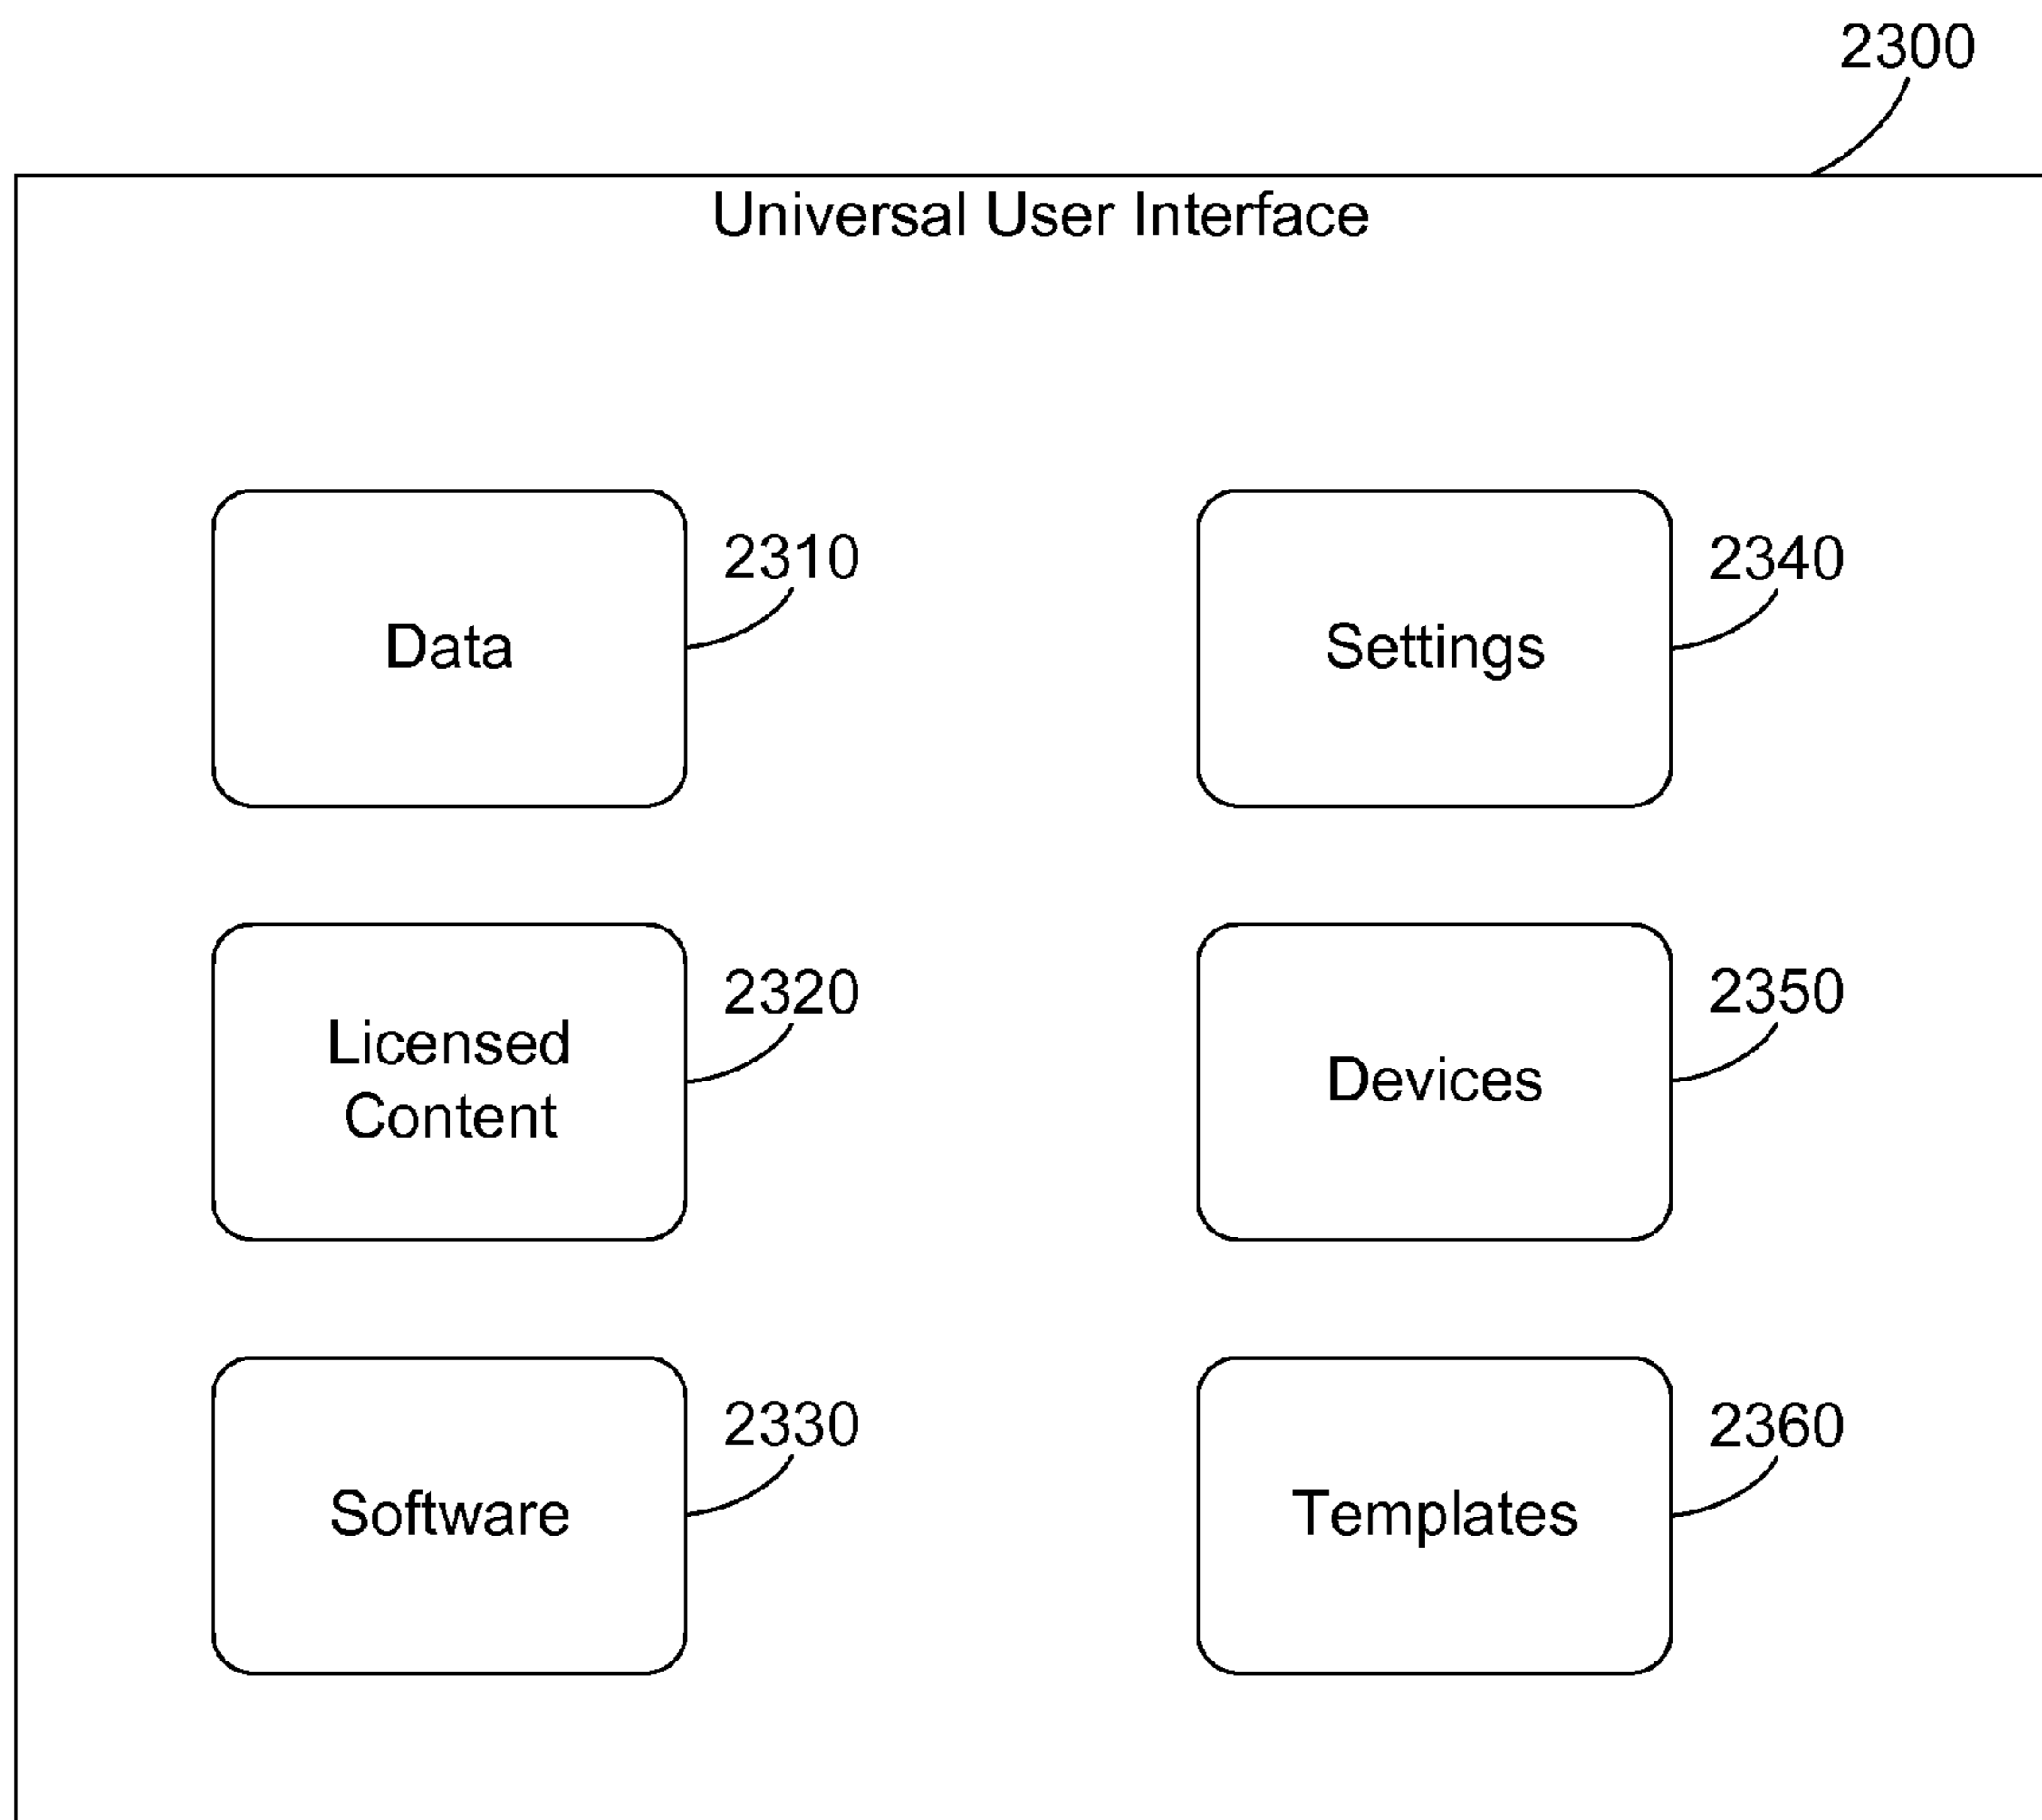 2300
Universal User Interface
2310
Data
2340
Settings
2320
Licensed
Content
2350
Devices
2330
Software
2360
Templates